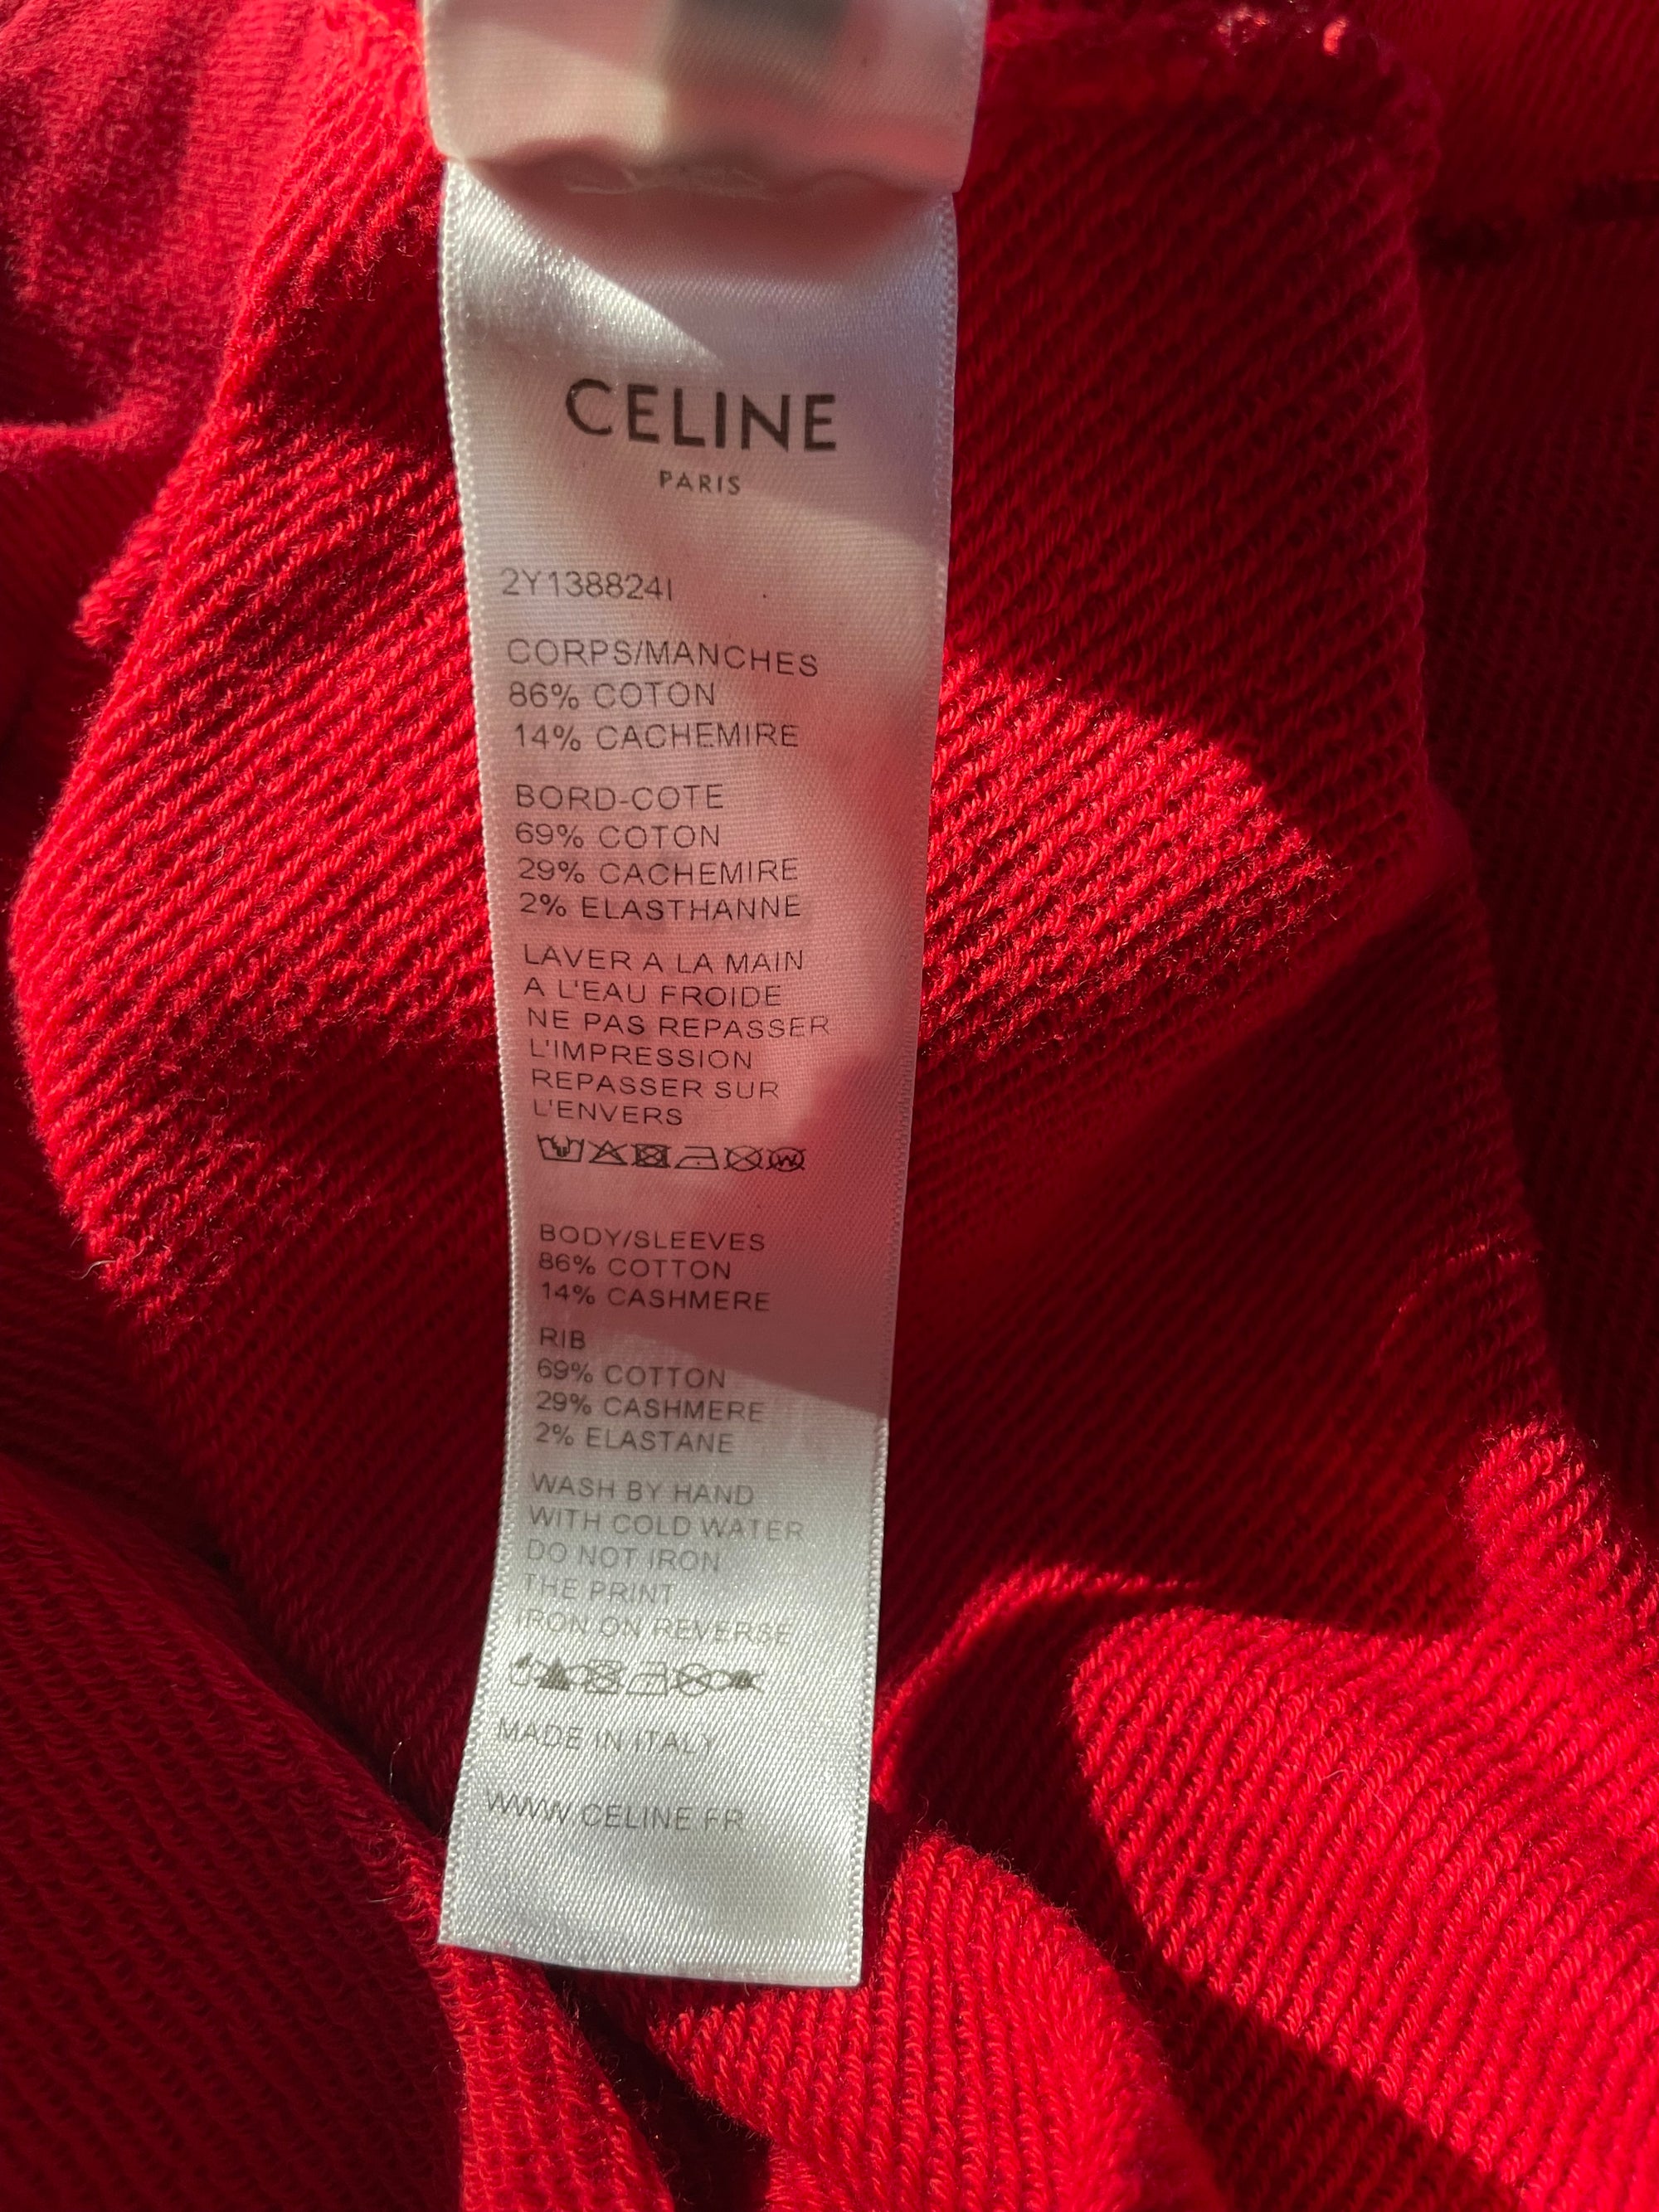 CELINE
PARIS
2Y138824I
CORPS/MANCHES
86% COTON
14% CACHEMIRE
BORD-COTE
69% COTON
29% CACHEMIRE
2% ELASTHANNE
LAVER A LA MAIN
A L'EAU FROIDE
NE PAS REPASSER
L'IMPRESSION
REPASSER SUR
L'ENVERS
W
BODY/SLEEVES
86% COTTON
14% CASHMERE
RIB
69% COTTON
29% CASHMERE
2% ELASTANE
WASH BY HAND
WITH COLD WATER
DO NOT IRON
THE PRINT
IRON ON REVERSE
MADE IN ITALY
WWW.CELINE.FR